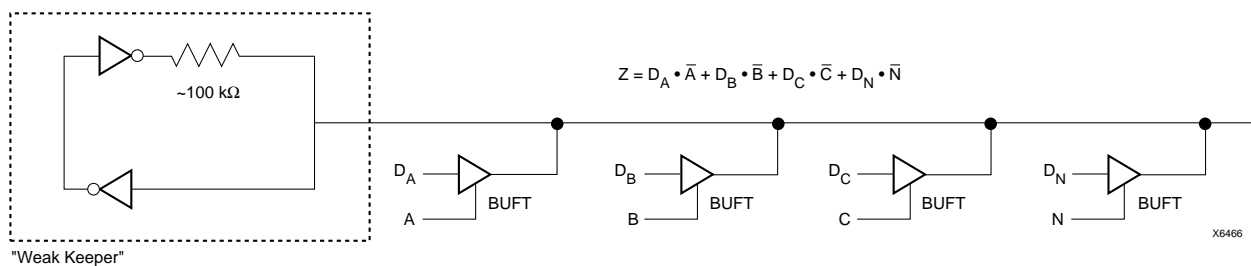 Z = D_A • A̅ + D_B • B̅ + D_C • C̅ + D_N • N̅
~100 kΩ
D_A
D_B
D_C
D_N
BUFT
BUFT
BUFT
BUFT
A
B
C
N
X6466
"Weak Keeper"